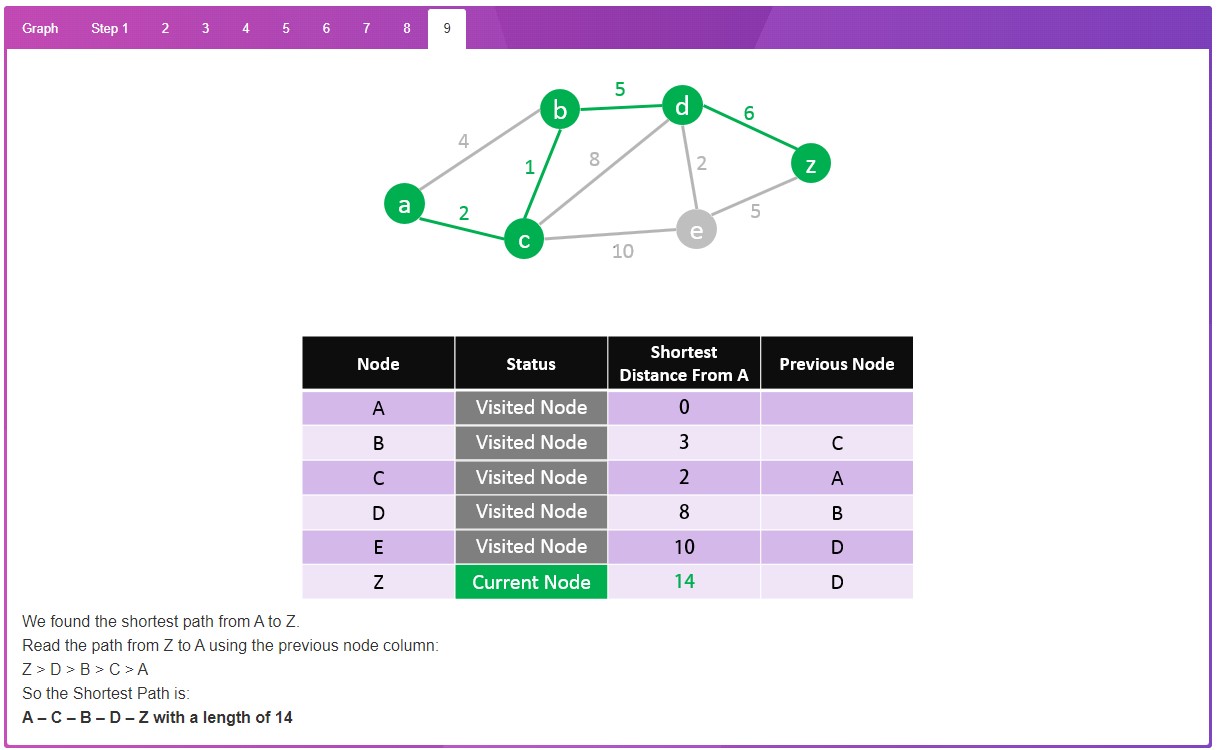 Graph Step 1 2 3 4 5 6 7 8 9
b 5 d 6
4 1 8 2 z
a 2 c e 5
10
Node Status Shortest Distance From A Previous Node
A Visited Node 0
B Visited Node 3 C
C Visited Node 2 A
D Visited Node 8 B
E Visited Node 10 D
Z Current Node 14 D
We found the shortest path from A to Z.
Read the path from Z to A using the previous node column:
Z > D > B > C > A
So the Shortest Path is:
A – C – B – D – Z with a length of 14